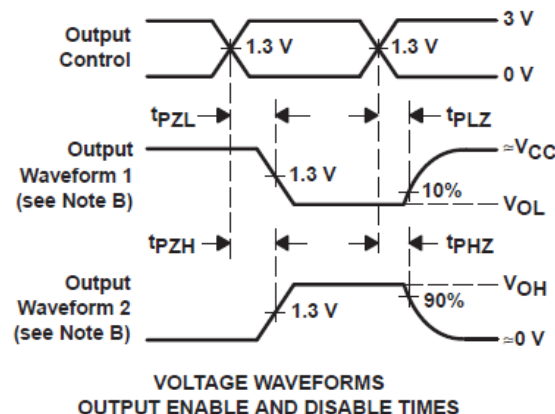 Output
Control
1.3 V
1.3 V
3 V
0 V
tPZL
tPLZ
Output
Waveform 1
(see Note B)
1.3 V
10%
≈VCC
VOL
tPZH
tPHZ
Output
Waveform 2
(see Note B)
1.3 V
90%
VOH
≈0 V
VOLTAGE WAVEFORMS
OUTPUT ENABLE AND DISABLE TIMES